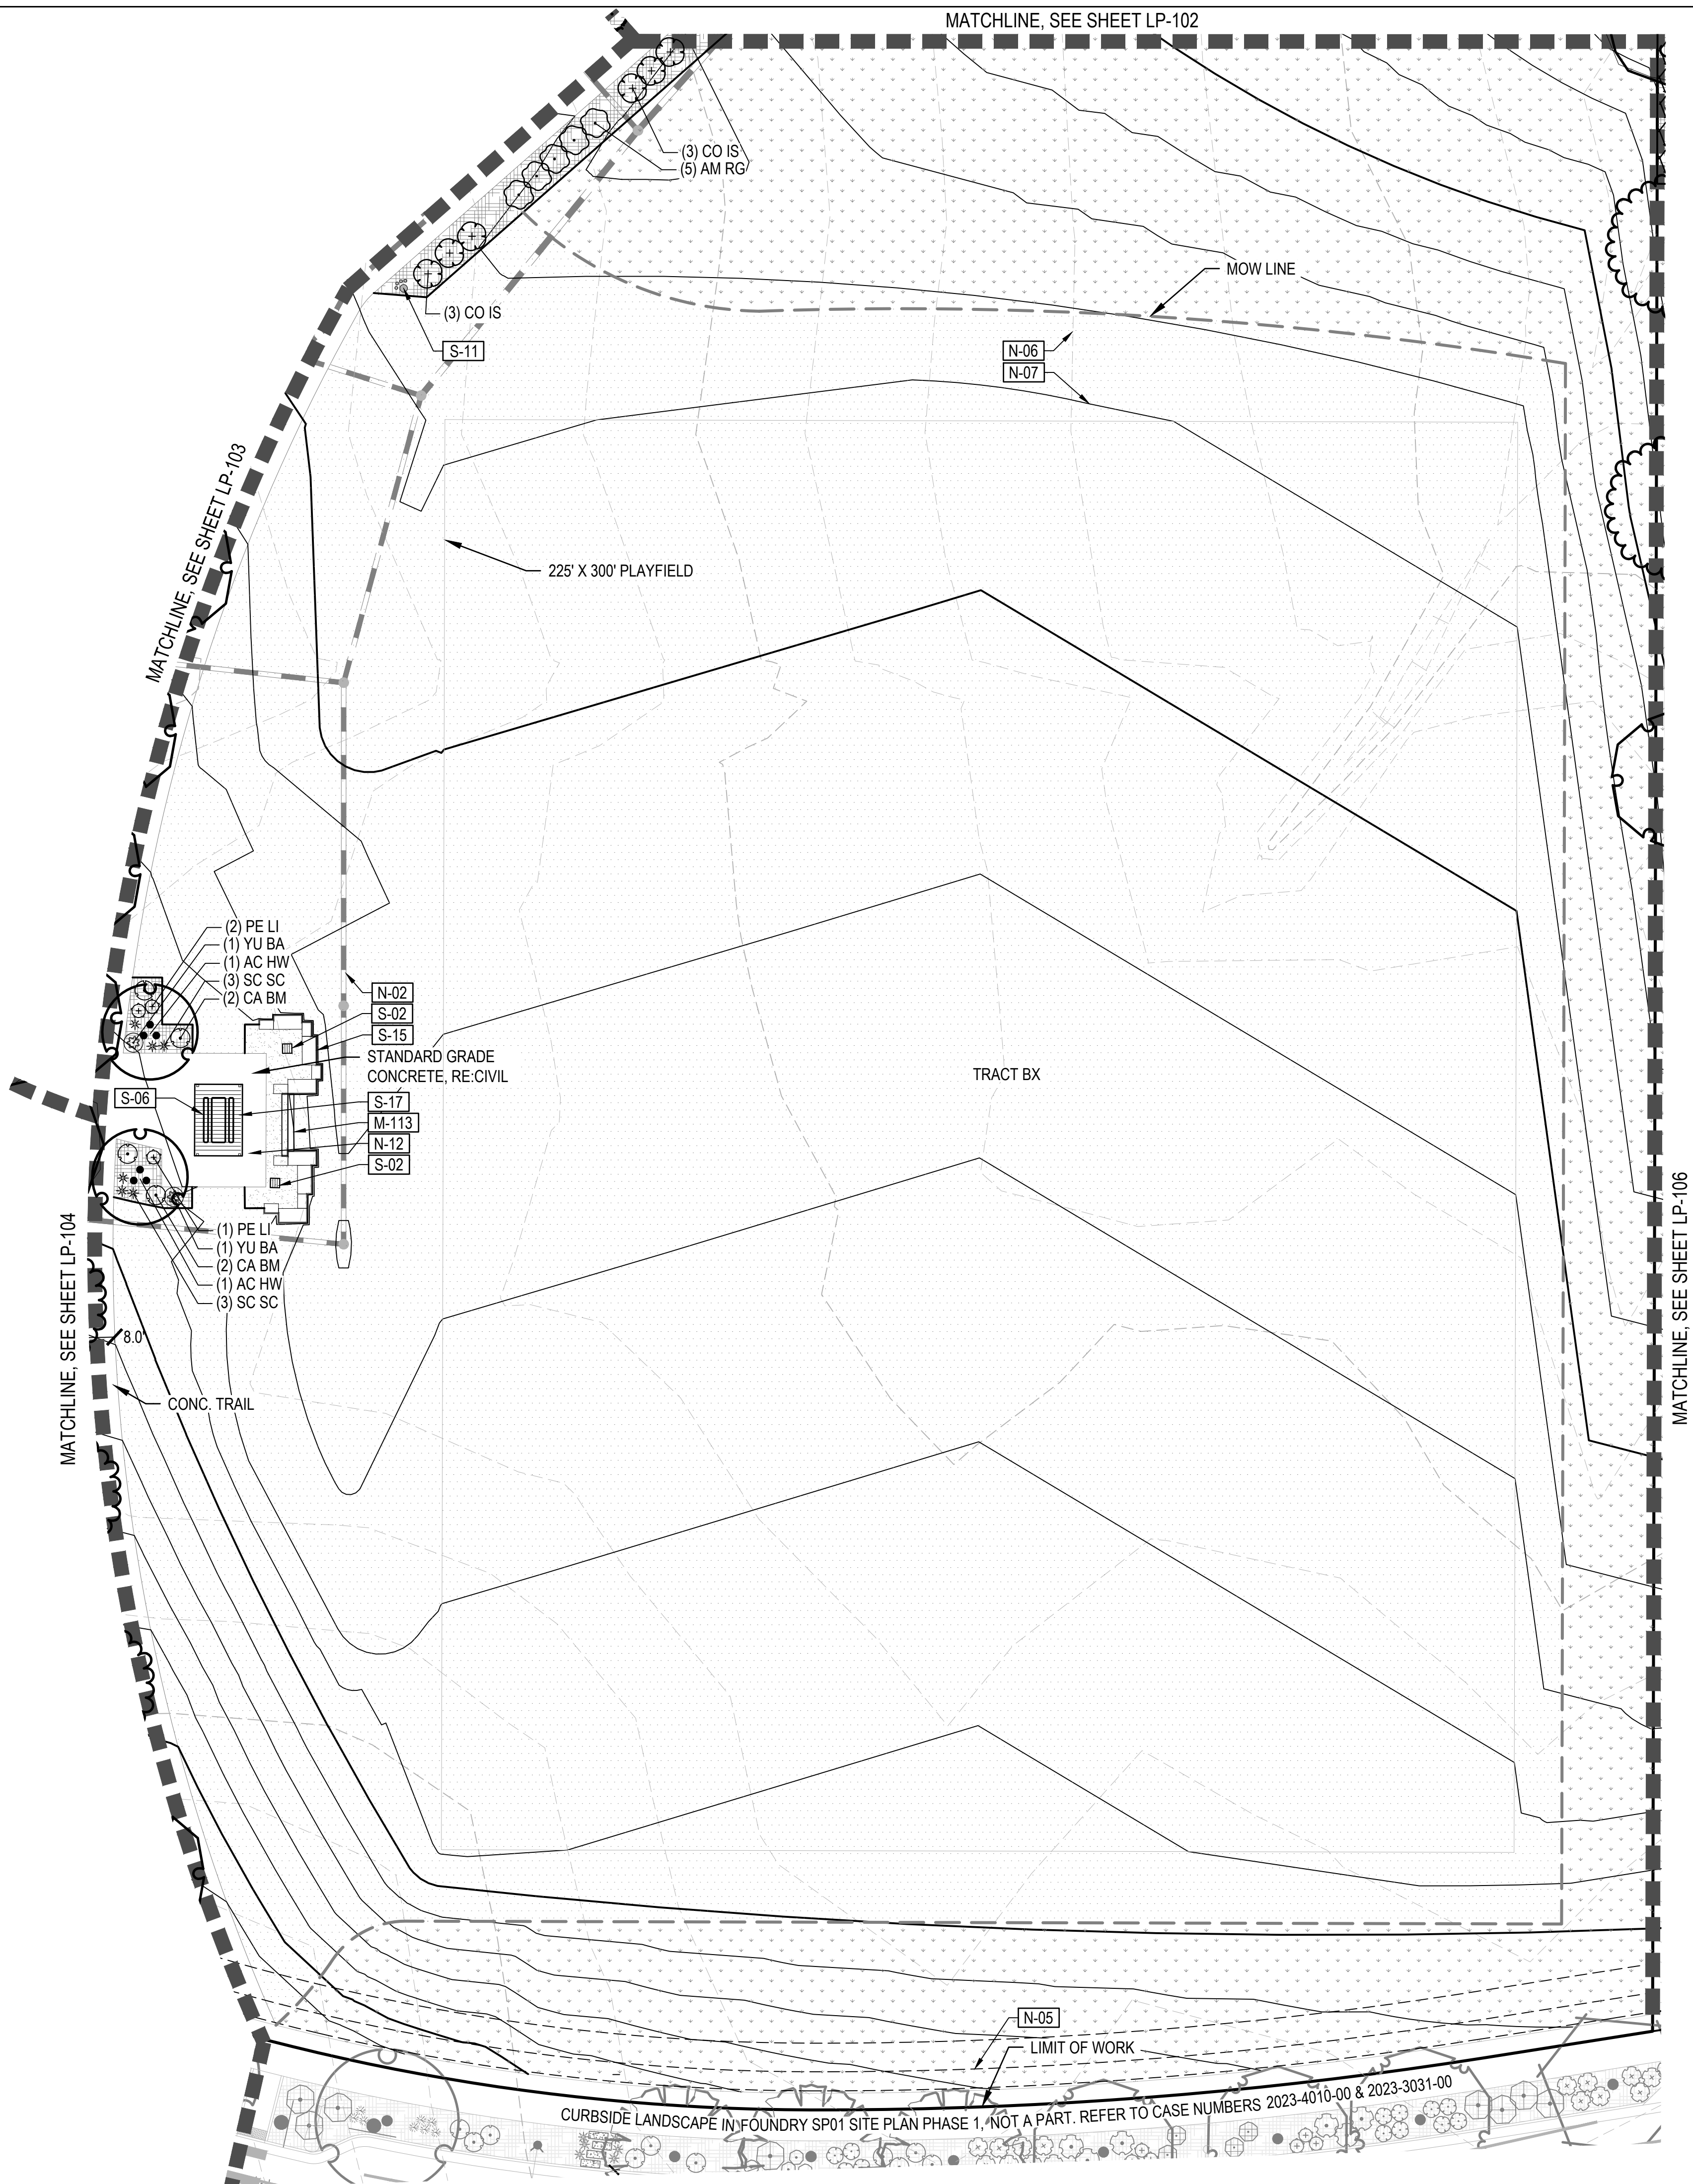 MATCHLINE, SEE SHEET LP-102
(3) CO IS
(5) AM RG
MOW LINE
(3) CO IS
S-11
N-06
N-07
MATCHLINE, SEE SHEET LP-103
225' X 300' PLAYFIELD
(2) PE LI
(1) YU BA
(1) AC HW
(3) SC SC
(2) CA BM
N-02
S-02
S-15
STANDARD GRADE
CONCRETE, RE:CIVIL
TRACT BX
S-06
S-17
M-113
N-12
S-02
MATCHLINE, SEE SHEET LP-104
MATCHLINE, SEE SHEET LP-106
(1) PE LI
(1) YU BA
(2) CA BM
(1) AC HW
(3) SC SC
8.0'
CONC. TRAIL
N-05
LIMIT OF WORK
CURBSIDE LANDSCAPE IN FOUNDRY SP01 SITE PLAN PHASE 1, NOT A PART. REFER TO CASE NUMBERS 2023-4010-00 & 2023-3031-00